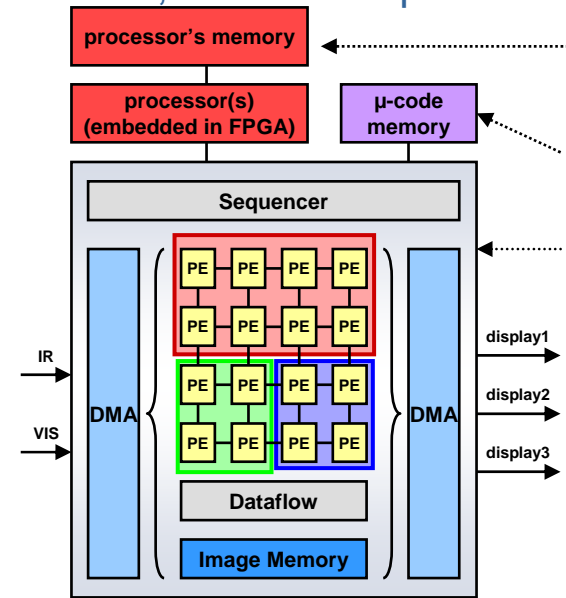 processor's memory
processor(s)
(embedded in FPGA)
µ-code
memory
Sequencer
PE PE PE PE
PE PE PE PE
PE PE PE PE
PE PE PE PE
IR
VIS
DMA
DMA
display1
display2
display3
Dataflow
Image Memory